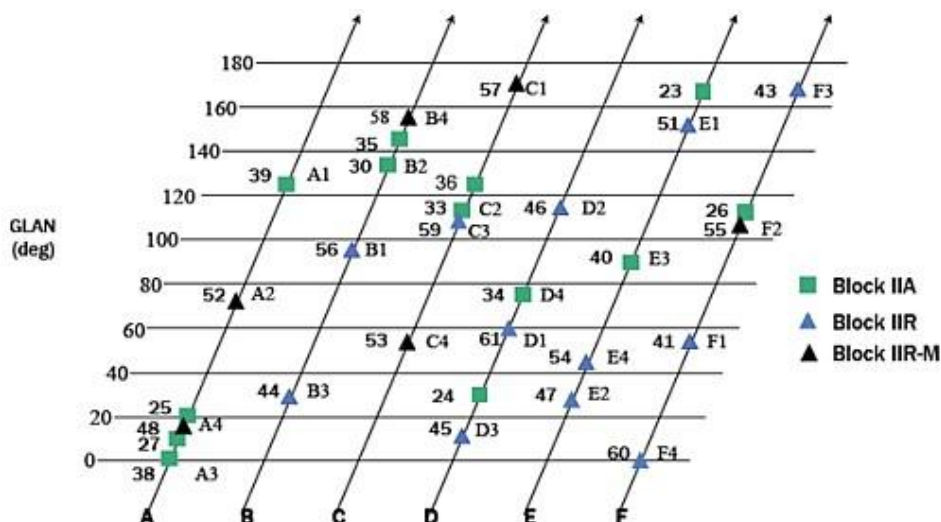 180
23
43 F3
57 C1
160
58 B4
51 E1
35
140
30 B2
39 A1
36
120
33 C2
46 D2
26
59 C3
55 F2
GLAN
(deg)
100
56 B1
40 E3
80
52 A2
34 D4
Block IIA
60
61 D1
53 C4
41 F1
Block IIR
54 E4
Block IIR-M
40
44 B3
24
47 E2
25
20
48 A4
45 D3
27
0
60 F4
38 A3
A B C D E F